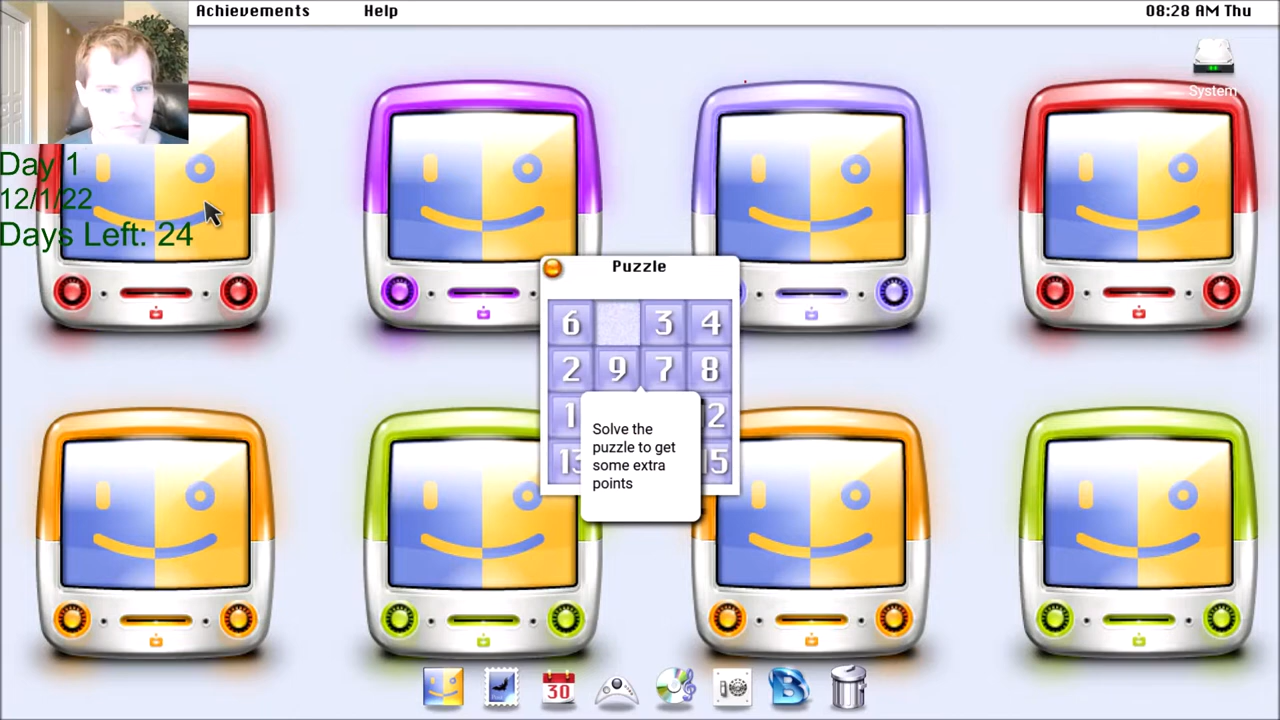 Achievements Help 08:28 AM Thu
System
Day 1
12/1/22
Days Left: 24
Puzzle
6 3 4
2 9 7 8
Solve the
puzzle to get
some extra
points
15
30